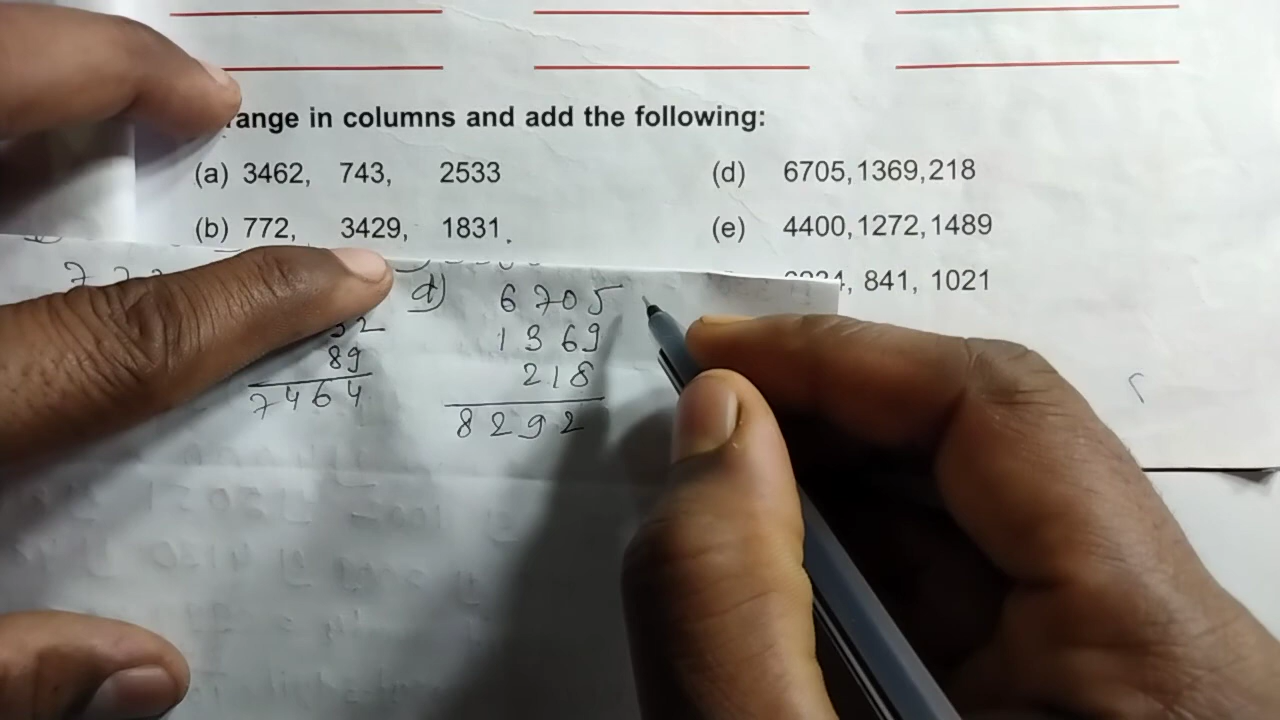 range in columns and add the following:
(a) 3462, 743, 2533
(d) 6705,1369,218
(b) 772, 3429, 1831.
(e) 4400,1272,1489
841, 1021
d) 6705
1369
218
8292
89
7464